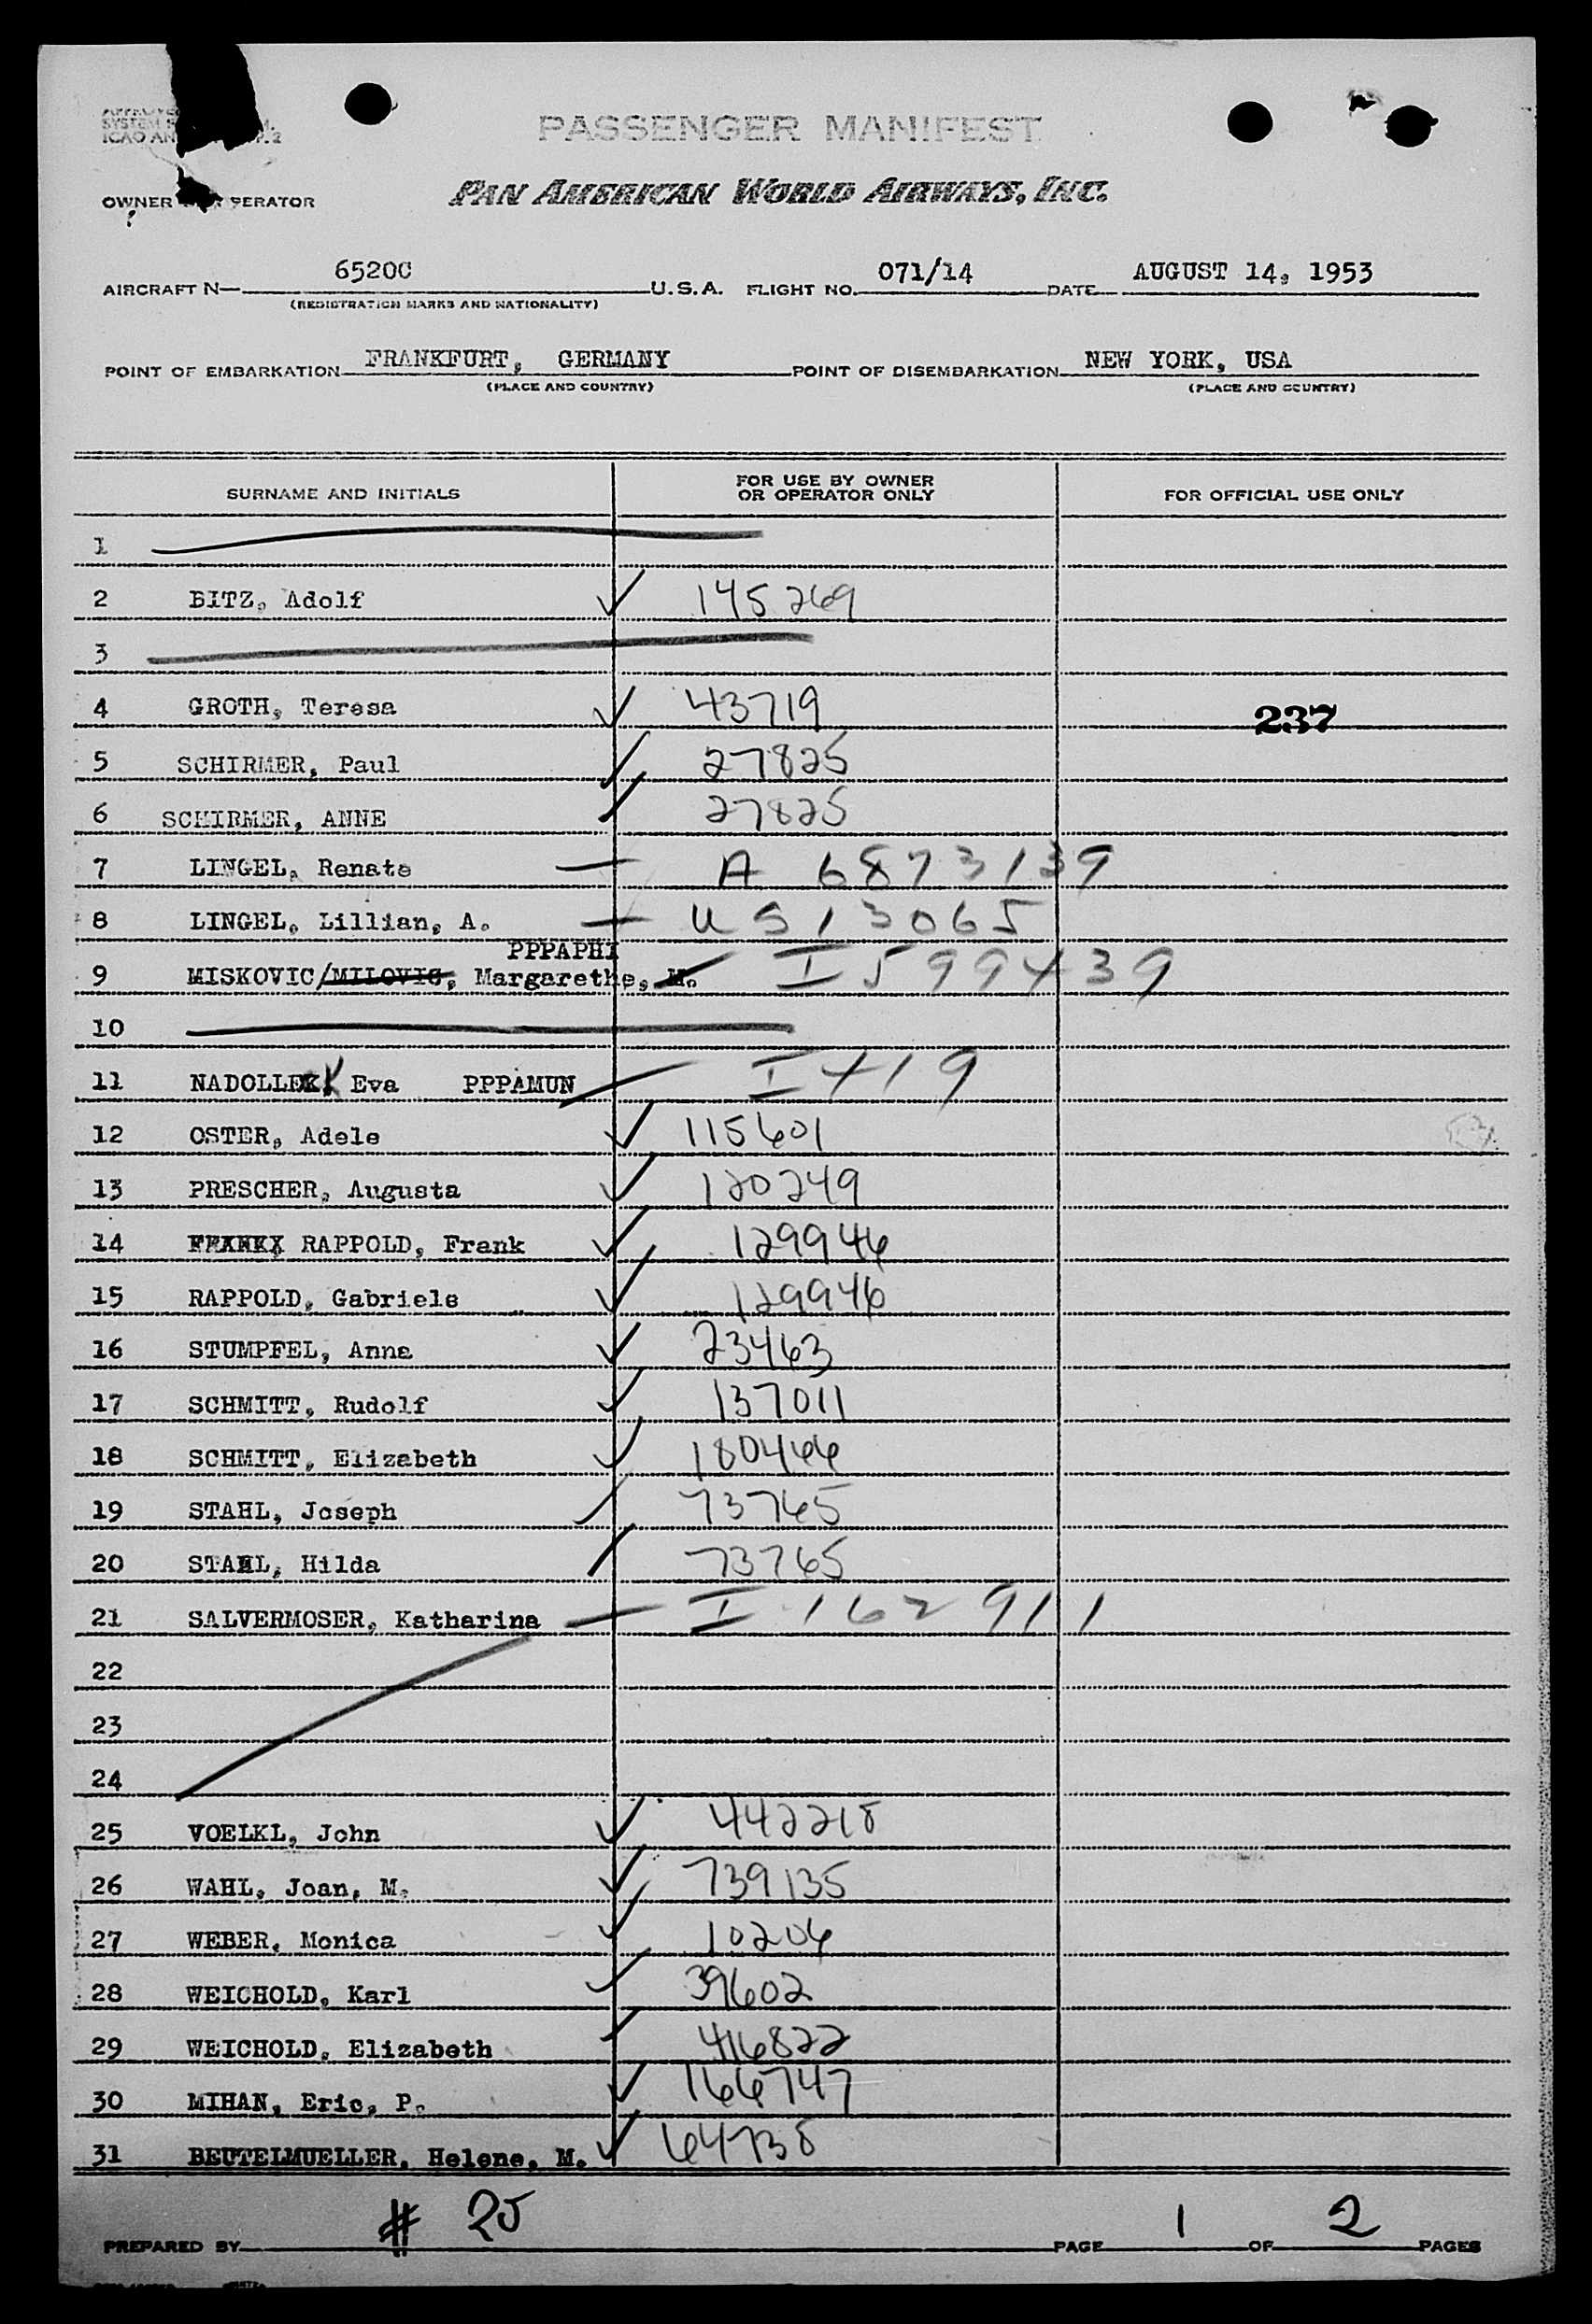 PASSENGER MANIFEST
PAN AMERICAN WORLD AIRWAYS, INC.
OWNER PERATOR
AIRCRAFT N— 6520C U.S.A. FLIGHT NO. 071/14 DATE AUGUST 14, 1953
(REGISTRATION MARKS AND NATIONALITY)
POINT OF EMBARKATION FRANKFURT, GERMANY POINT OF DISEMBARKATION NEW YORK, USA
(PLACE AND COUNTRY) (PLACE AND COUNTRY)
SURNAME AND INITIALS FOR USE BY OWNER OR OPERATOR ONLY FOR OFFICIAL USE ONLY
1
2 BITZ, Adolf 145269
3
4 GROTH, Teresa 43719 237
5 SCHIRMER, Paul 27825
6 SCHIRMER, ANNE 27825
7 LINGEL, Renate A 6873139
8 LINGEL, Lillian, A. US 13065
PPPAPHI
9 MISKOVIC/MILOVIC, Margarethe, M. I 599439
10
11 NADOLLEK, Eva PPPAMUN I 419
12 OSTER, Adele 115601
13 PRESCHER, Augusta 120249
14 RAPPOLD, Frank 129946
15 RAPPOLD, Gabriele 129946
16 STUMPFEL, Anna 23463
17 SCHMITT, Rudolf 137011
18 SCHMITT, Elizabeth 180466
19 STAHL, Joseph 73765
20 STAHL, Hilda 73765
21 SALVERMOSER, Katharina I 162911
22
23
24
25 VOELKL, John 442218
26 WAHL, Joan, M. 739135
27 WEBER, Monica 10206
28 WEICHOLD, Karl 39602
29 WEICHOLD, Elizabeth 416822
30 MIHAN, Eric, P. 166747
31 BEUTELMUELLER, Helene, M. 64738
PREPARED BY # 25 PAGE 1 OF 2 PAGES